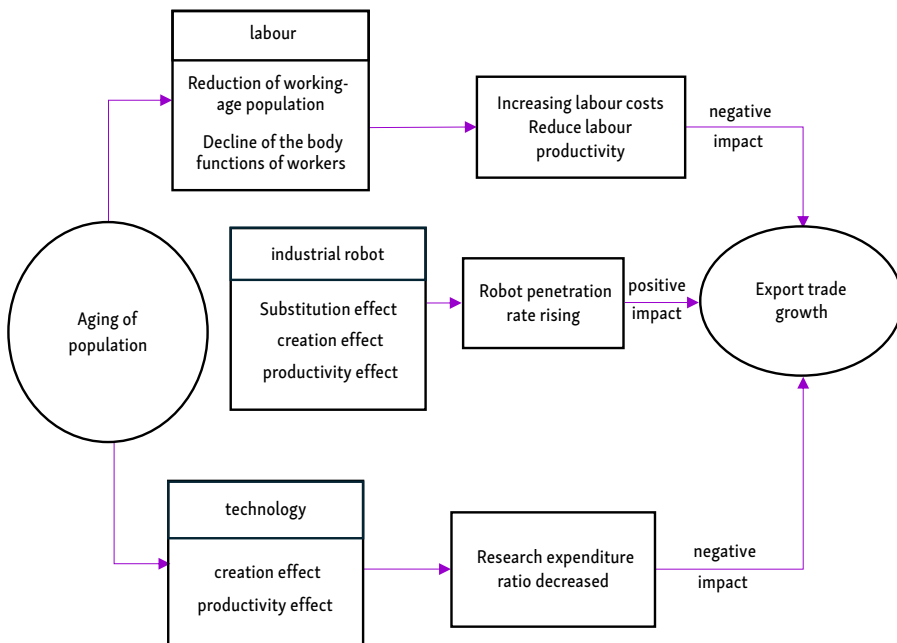 labour
Reduction of working-
age population
Decline of the body
functions of workers
Increasing labour costs
Reduce labour
productivity
negative
impact
Aging of
population
industrial robot
Substitution effect
creation effect
productivity effect
Robot penetration
rate rising
positive
impact
Export trade
growth
technology
creation effect
productivity effect
Research expenditure
ratio decreased
negative
impact